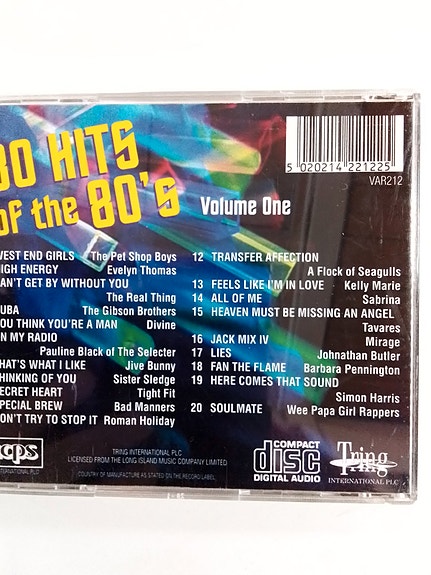 80 HITS
of the 80's
Volume One
5 020214 221225
VAR212
WEST END GIRLS The Pet Shop Boys
HIGH ENERGY Evelyn Thomas
CAN'T GET BY WITHOUT YOU
The Real Thing
CUBA The Gibson Brothers
YOU THINK YOU'RE A MAN Divine
ON MY RADIO
Pauline Black of The Selecter
THAT'S WHAT I LIKE Jive Bunny
THINKING OF YOU Sister Sledge
SECRET HEART Tight Fit
SPECIAL BREW Bad Manners
DON'T TRY TO STOP IT Roman Holiday
12 TRANSFER AFFECTION
A Flock of Seagulls
13 FEELS LIKE I'M IN LOVE Kelly Marie
14 ALL OF ME Sabrina
15 HEAVEN MUST BE MISSING AN ANGEL
Tavares
16 JACK MIX IV Mirage
17 LIES Johnathan Butler
18 FAN THE FLAME Barbara Pennington
19 HERE COMES THAT SOUND
Simon Harris
20 SOULMATE Wee Papa Girl Rappers
mcps
INTERNATIONAL PLC
TRING INTERNATIONAL PLC
LICENSED FROM THE LONG ISLAND MUSIC COMPANY LIMITED
COUNTRY OF MANUFACTURE AS STATED ON THE RECORD LABEL
COMPACT
disc
DIGITAL AUDIO
Tring
INTERNATIONAL PLC